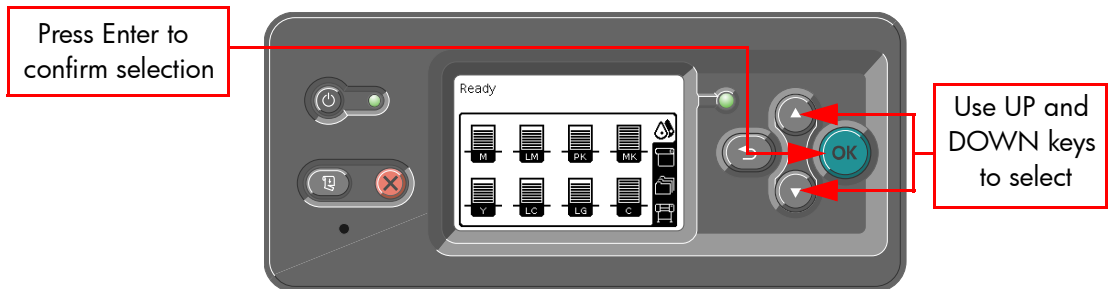 Press Enter to
confirm selection
Ready
M LM PK MK
Y LC LG C
OK
Use UP and
DOWN keys
to select